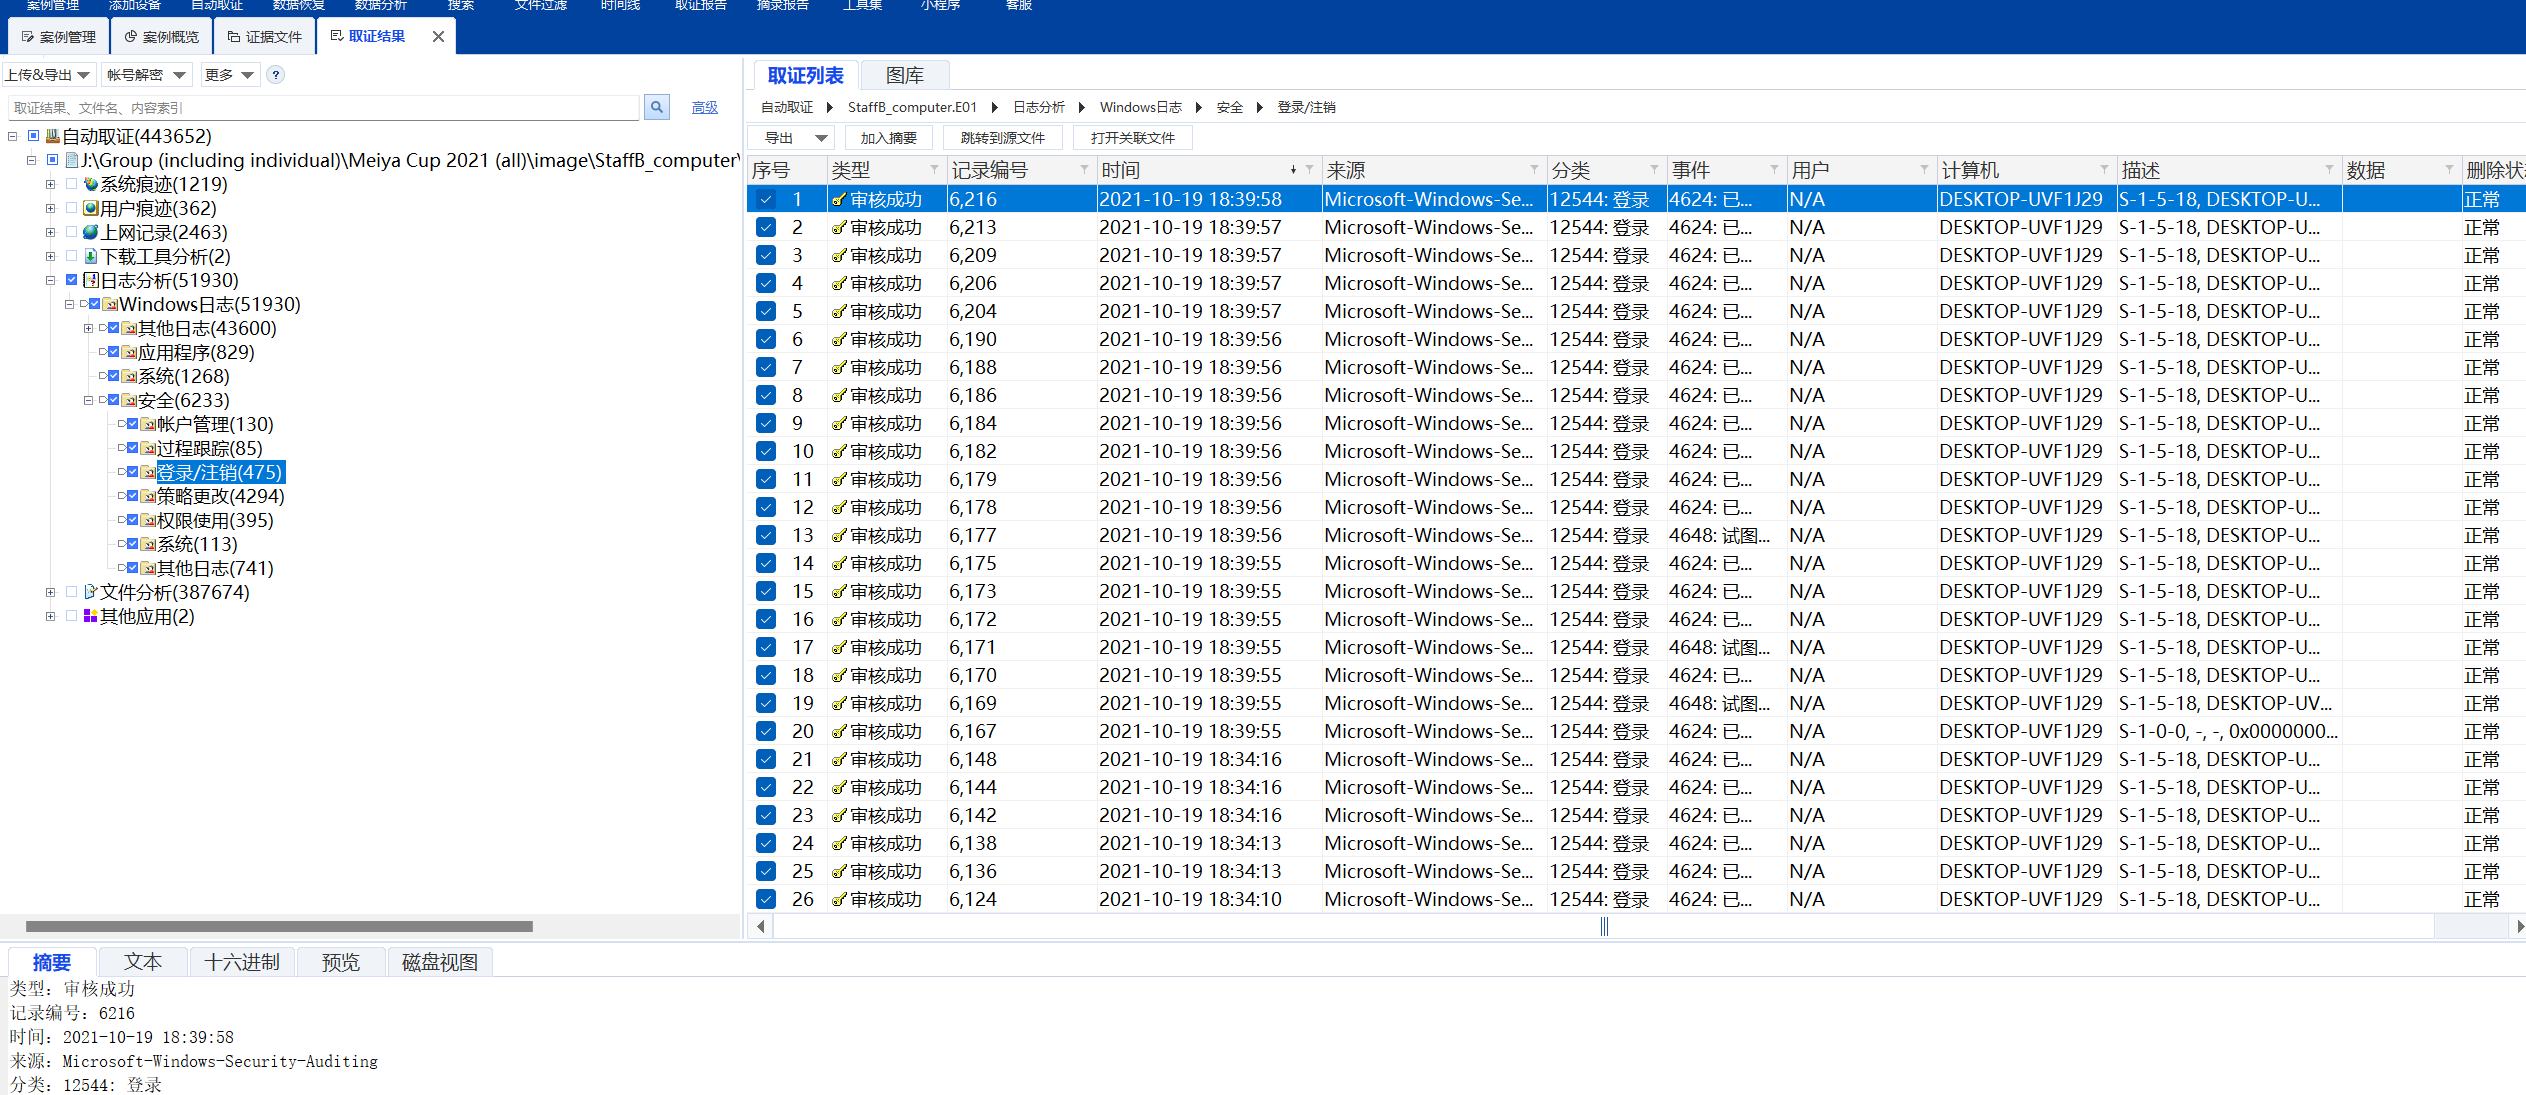 案例管理 添加设备 自动取证 数据恢复 数据分析 搜索 文件过滤 时间线 取证报告 摘录报告 工具集 小程序 客服
案例管理 案例概览 证据文件 取证结果
上传&导出 帐号解密 更多 ?
取证结果、文件名、内容索引 高级
自动取证(443652)
J:\Group (including individual)\Meiya Cup 2021 (all)\image\StaffB_computer\
系统痕迹(1219)
用户痕迹(362)
上网记录(2463)
下载工具分析(2)
日志分析(51930)
Windows日志(51930)
其他日志(43600)
应用程序(829)
系统(1268)
安全(6233)
帐户管理(130)
过程跟踪(85)
登录/注销(475)
策略更改(4294)
权限使用(395)
系统(113)
其他日志(741)
文件分析(387674)
其他应用(2)
取证列表 图库
自动取证 StaffB_computer.E01 日志分析 Windows日志 安全 登录/注销
导出 加入摘要 跳转到源文件 打开关联文件
序号 类型 记录编号 时间 来源 分类 事件 用户 计算机 描述 数据 删除状
1 审核成功 6,216 2021-10-19 18:39:58 Microsoft-Windows-Se... 12544: 登录 4624: 已... N/A DESKTOP-UVF1J29 S-1-5-18, DESKTOP-U... 正常
2 审核成功 6,213 2021-10-19 18:39:57 Microsoft-Windows-Se... 12544: 登录 4624: 已... N/A DESKTOP-UVF1J29 S-1-5-18, DESKTOP-U... 正常
3 审核成功 6,209 2021-10-19 18:39:57 Microsoft-Windows-Se... 12544: 登录 4624: 已... N/A DESKTOP-UVF1J29 S-1-5-18, DESKTOP-U... 正常
4 审核成功 6,206 2021-10-19 18:39:57 Microsoft-Windows-Se... 12544: 登录 4624: 已... N/A DESKTOP-UVF1J29 S-1-5-18, DESKTOP-U... 正常
5 审核成功 6,204 2021-10-19 18:39:57 Microsoft-Windows-Se... 12544: 登录 4624: 已... N/A DESKTOP-UVF1J29 S-1-5-18, DESKTOP-U... 正常
6 审核成功 6,190 2021-10-19 18:39:56 Microsoft-Windows-Se... 12544: 登录 4624: 已... N/A DESKTOP-UVF1J29 S-1-5-18, DESKTOP-U... 正常
7 审核成功 6,188 2021-10-19 18:39:56 Microsoft-Windows-Se... 12544: 登录 4624: 已... N/A DESKTOP-UVF1J29 S-1-5-18, DESKTOP-U... 正常
8 审核成功 6,186 2021-10-19 18:39:56 Microsoft-Windows-Se... 12544: 登录 4624: 已... N/A DESKTOP-UVF1J29 S-1-5-18, DESKTOP-U... 正常
9 审核成功 6,184 2021-10-19 18:39:56 Microsoft-Windows-Se... 12544: 登录 4624: 已... N/A DESKTOP-UVF1J29 S-1-5-18, DESKTOP-U... 正常
10 审核成功 6,182 2021-10-19 18:39:56 Microsoft-Windows-Se... 12544: 登录 4624: 已... N/A DESKTOP-UVF1J29 S-1-5-18, DESKTOP-U... 正常
11 审核成功 6,179 2021-10-19 18:39:56 Microsoft-Windows-Se... 12544: 登录 4624: 已... N/A DESKTOP-UVF1J29 S-1-5-18, DESKTOP-U... 正常
12 审核成功 6,178 2021-10-19 18:39:56 Microsoft-Windows-Se... 12544: 登录 4624: 已... N/A DESKTOP-UVF1J29 S-1-5-18, DESKTOP-U... 正常
13 审核成功 6,177 2021-10-19 18:39:56 Microsoft-Windows-Se... 12544: 登录 4648: 试图... N/A DESKTOP-UVF1J29 S-1-5-18, DESKTOP-U... 正常
14 审核成功 6,175 2021-10-19 18:39:55 Microsoft-Windows-Se... 12544: 登录 4624: 已... N/A DESKTOP-UVF1J29 S-1-5-18, DESKTOP-U... 正常
15 审核成功 6,173 2021-10-19 18:39:55 Microsoft-Windows-Se... 12544: 登录 4624: 已... N/A DESKTOP-UVF1J29 S-1-5-18, DESKTOP-U... 正常
16 审核成功 6,172 2021-10-19 18:39:55 Microsoft-Windows-Se... 12544: 登录 4624: 已... N/A DESKTOP-UVF1J29 S-1-5-18, DESKTOP-U... 正常
17 审核成功 6,171 2021-10-19 18:39:55 Microsoft-Windows-Se... 12544: 登录 4648: 试图... N/A DESKTOP-UVF1J29 S-1-5-18, DESKTOP-U... 正常
18 审核成功 6,170 2021-10-19 18:39:55 Microsoft-Windows-Se... 12544: 登录 4624: 已... N/A DESKTOP-UVF1J29 S-1-5-18, DESKTOP-U... 正常
19 审核成功 6,169 2021-10-19 18:39:55 Microsoft-Windows-Se... 12544: 登录 4648: 试图... N/A DESKTOP-UVF1J29 S-1-5-18, DESKTOP-UV... 正常
20 审核成功 6,167 2021-10-19 18:39:55 Microsoft-Windows-Se... 12544: 登录 4624: 已... N/A DESKTOP-UVF1J29 S-1-0-0, -, -, 0x0000000... 正常
21 审核成功 6,148 2021-10-19 18:34:16 Microsoft-Windows-Se... 12544: 登录 4624: 已... N/A DESKTOP-UVF1J29 S-1-5-18, DESKTOP-U... 正常
22 审核成功 6,144 2021-10-19 18:34:16 Microsoft-Windows-Se... 12544: 登录 4624: 已... N/A DESKTOP-UVF1J29 S-1-5-18, DESKTOP-U... 正常
23 审核成功 6,142 2021-10-19 18:34:16 Microsoft-Windows-Se... 12544: 登录 4624: 已... N/A DESKTOP-UVF1J29 S-1-5-18, DESKTOP-U... 正常
24 审核成功 6,138 2021-10-19 18:34:13 Microsoft-Windows-Se... 12544: 登录 4624: 已... N/A DESKTOP-UVF1J29 S-1-5-18, DESKTOP-U... 正常
25 审核成功 6,136 2021-10-19 18:34:13 Microsoft-Windows-Se... 12544: 登录 4624: 已... N/A DESKTOP-UVF1J29 S-1-5-18, DESKTOP-U... 正常
26 审核成功 6,124 2021-10-19 18:34:10 Microsoft-Windows-Se... 12544: 登录 4624: 已... N/A DESKTOP-UVF1J29 S-1-5-18, DESKTOP-U... 正常
摘要 文本 十六进制 预览 磁盘视图
类型: 审核成功
记录编号: 6216
时间: 2021-10-19 18:39:58
来源: Microsoft-Windows-Security-Auditing
分类: 12544: 登录